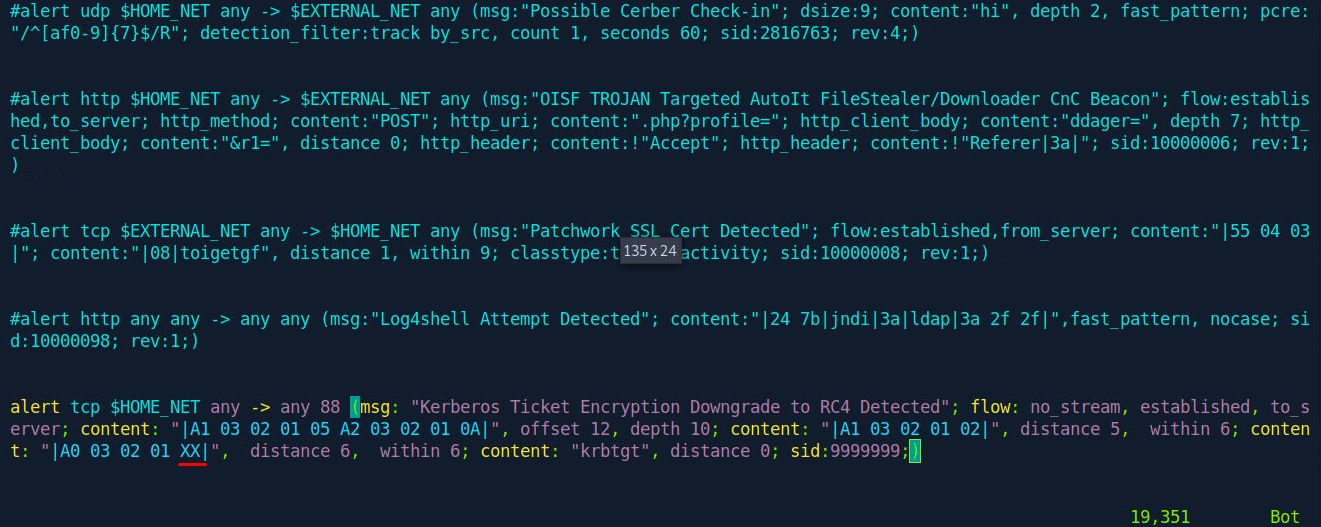 #alert udp $HOME_NET any -> $EXTERNAL_NET any (msg:"Possible Cerber Check-in"; dsize:9; content:"hi", depth 2, fast_pattern; pcre:
"/^[af0-9]{7}$/R"; detection_filter:track by_src, count 1, seconds 60; sid:2816763; rev:4;)
#alert http $HOME_NET any -> $EXTERNAL_NET any (msg:"OISF TROJAN Targeted AutoIt FileStealer/Downloader CnC Beacon"; flow:establis
hed,to_server; http_method; content:"POST"; http_uri; content:".php?profile="; http_client_body; content:"ddager=", depth 7; http_
client_body; content:"&r1=", distance 0; http_header; content:!"Accept"; http_header; content:!"Referer|3a|"; sid:10000006; rev:1;
)
#alert tcp $EXTERNAL_NET any -> $HOME_NET any (msg:"Patchwork SSL Cert Detected"; flow:established,from_server; content:"|55 04 03
|"; content:"|08|toigetgf", distance 1, within 9; classtype:t 135 x 24 activity; sid:10000008; rev:1;)
#alert http any any -> any any (msg:"Log4shell Attempt Detected"; content:"|24 7b|jndi|3a|ldap|3a 2f 2f|",fast_pattern, nocase; si
d:10000098; rev:1;)
alert tcp $HOME_NET any -> any 88 (msg: "Kerberos Ticket Encryption Downgrade to RC4 Detected"; flow: no_stream, established, to_s
erver; content: "|A1 03 02 01 05 A2 03 02 01 0A|", offset 12, depth 10; content: "|A1 03 02 01 02|", distance 5, within 6; conten
t: "|A0 03 02 01 XX|", distance 6, within 6; content: "krbtgt", distance 0; sid:9999999;)
19,351 Bot